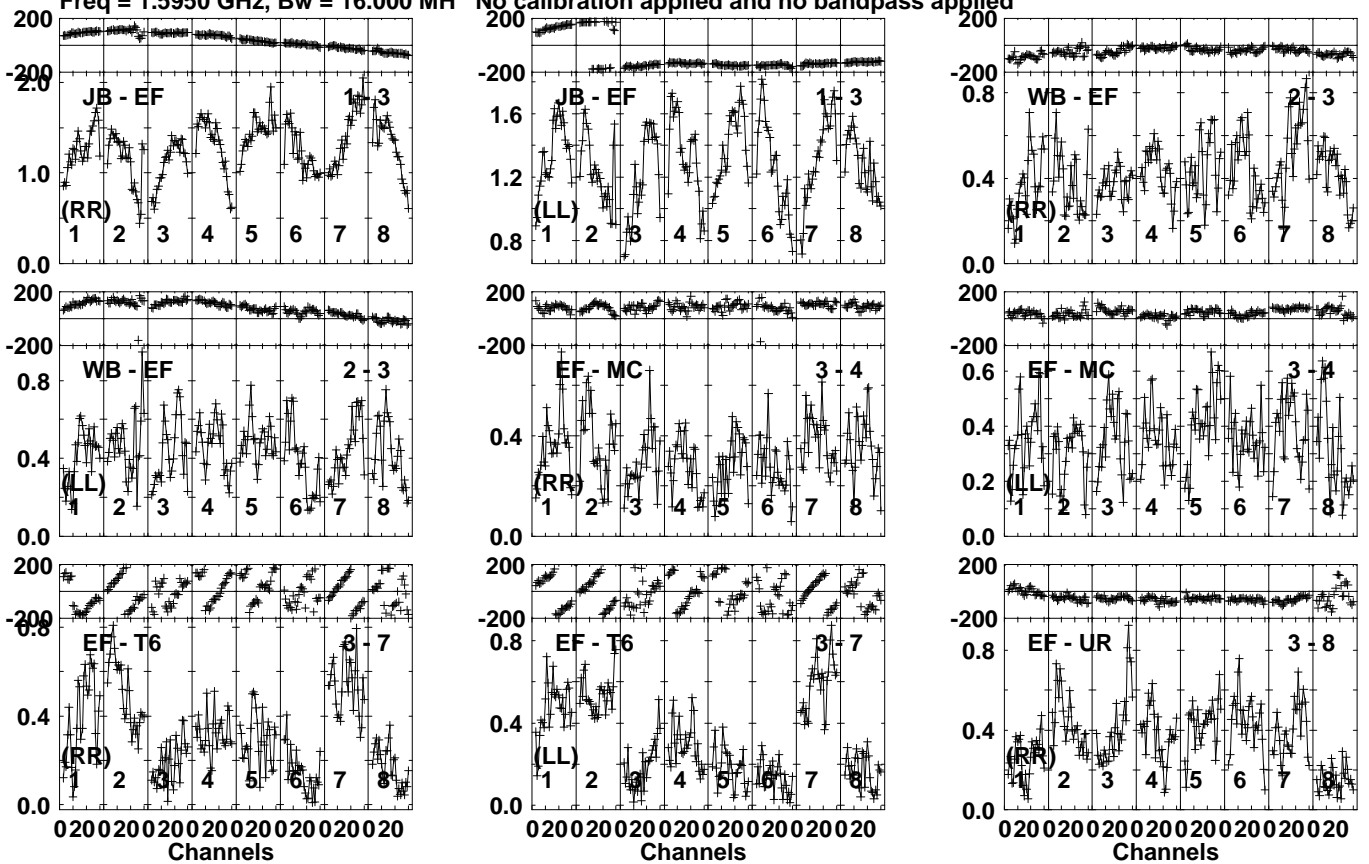 Freq = 1.5950 GHz, Bw = 16.000 MH No calibration applied and no bandpass applied
200 200 200
-200 -200 -200
2.0 JB - EF 1 - 3 1.6 JB - EF 1 - 3 0.8 WB - EF 2 - 3
1.0 1.2 0.4
(RR) (LL) (RR)
1 2 3 4 5 6 7 8 1 2 3 4 5 6 7 8 1 2 3 4 5 6 7 8
0.8
0.0 0.0
200 200 200
-200 -200 -200
WB - EF 2 - 3 EF - MC 3 - 4 EF - MC 3 - 4
0.8 0.6
0.4 0.4 0.4
(LL) (RR) (LL)
0.2
1 2 3 4 5 6 7 8 1 2 3 4 5 6 7 8 1 2 3 4 5 6 7 8
0.0 0.0 0.0
200 200 200
-200 -200 -200
0.8 EF - T6 3 - 7 0.8 EF - T6 3 - 7 0.8 EF - UR 3 - 8
0.4 0.4 0.4
(RR) (LL) (RR)
1 2 3 4 5 6 7 8 1 2 3 4 5 6 7 8 1 2 3 4 5 6 7 8
0.0 0.0 0.0
0 20 0 20 0 20 0 20 0 20 0 20 0 20 0 20 0 20 0 20 0 20 0 20 0 20 0 20 0 20 0 20 0 20 0 20 0 20 0 20 0 20 0 20 0 20 0 20
Channels Channels Channels